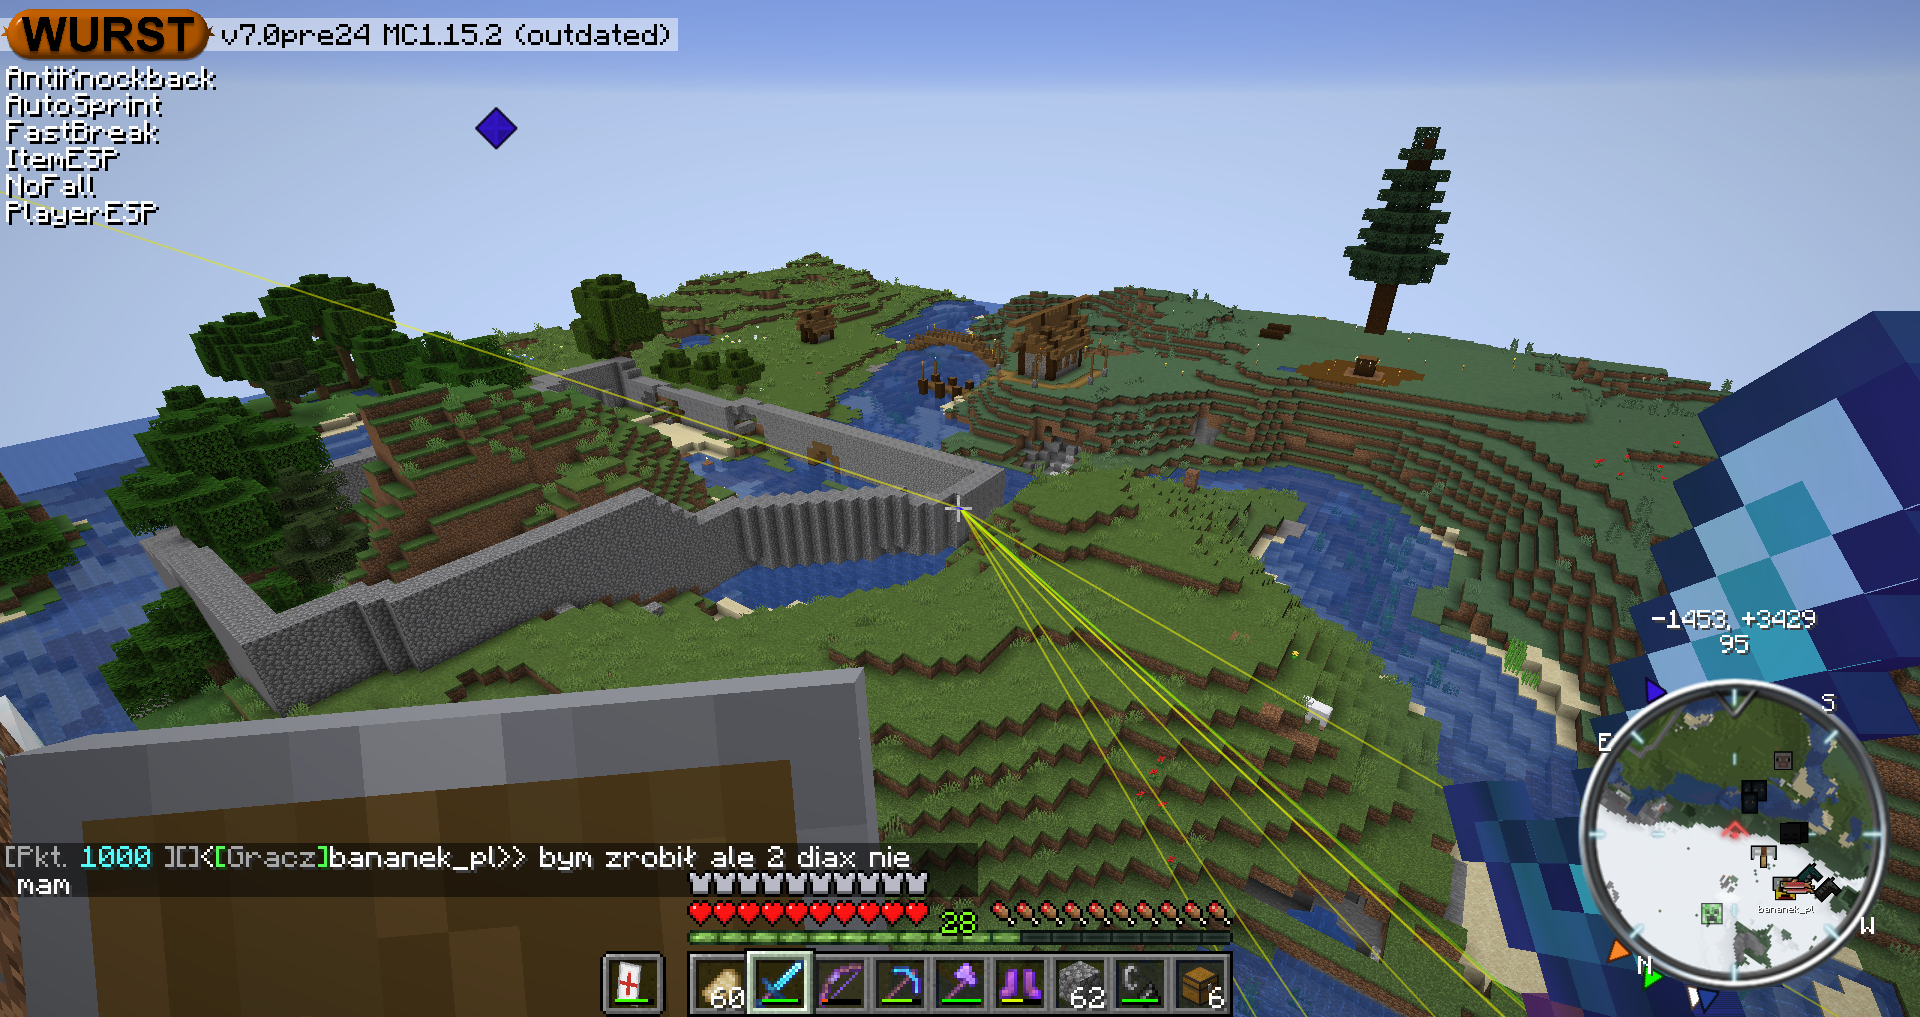 WURST v7.0pre24 MC1.15.2 (outdated)
AntiKnockback
AutoSprint
FastBreak
ItemESP
NoFall
PlayerESP
-1453, +3429
95
S
E
bananek_pl
W
N
[Pkt. 1000 ][]<[Gracz]bananek_pl>> bym zrobił ale 2 diax nie
mam
28
60
62
6